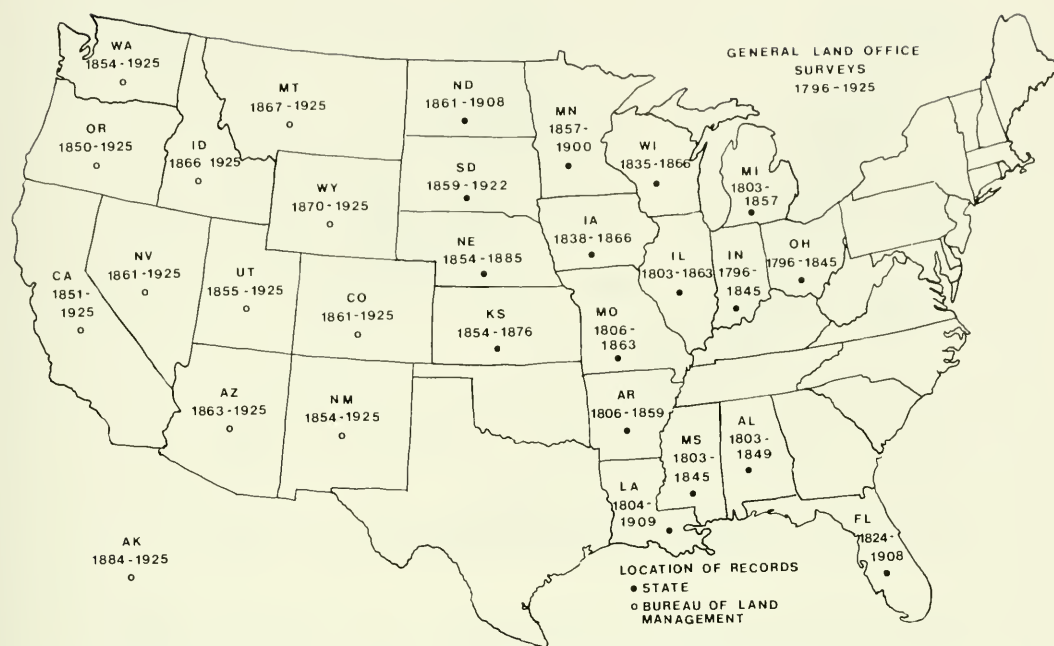 GENERAL LAND OFFICE
SURVEYS
1796-1925
WA
1854-1925
MT
1867-1925
ND
1861-1908
MN
1857-
1900
OR
1850-1925
ID
1866 1925
WI
1835-1866
MI
1803-
1857
SD
1859-1922
WY
1870-1925
IA
1838-1866
NE
1854-1885
NV
1861-1925
UT
1855-1925
CA
1851-
1925
CO
1861-1925
IL
1803-1863
IN
1796-
1845
OH
1796-1845
KS
1854-1876
MO
1806-
1863
AZ
1863-1925
NM
1854-1925
AR
1806-1859
MS
1803-
1845
AL
1803-
1849
LA
1804-
1909
FL
1824-
1908
AK
1884-1925
LOCATION OF RECORDS
• STATE
o BUREAU OF LAND
MANAGEMENT